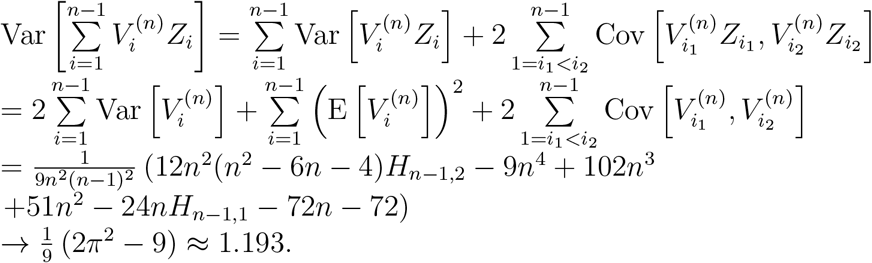 Var [∑_{i=1}^{n−1} V_i^{(n)} Z_i] = ∑_{i=1}^{n−1} Var [V_i^{(n)} Z_i] + 2 ∑_{1=i_1<i_2}^{n−1} Cov [V_{i_1}^{(n)} Z_{i_1}, V_{i_2}^{(n)} Z_{i_2}]
= 2 ∑_{i=1}^{n−1} Var [V_i^{(n)}] + ∑_{i=1}^{n−1} (E [V_i^{(n)}])^2 + 2 ∑_{1=i_1<i_2}^{n−1} Cov [V_{i_1}^{(n)}, V_{i_2}^{(n)}]
= \frac{1}{9n^2(n−1)^2} (12n^2(n^2 − 6n − 4)H_{n−1,2} − 9n^4 + 102n^3
+51n^2 − 24nH_{n−1,1} − 72n − 72)
→ \frac{1}{9} (2π^2 − 9) ≈ 1.193.